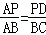 AP/AB = PD/BC